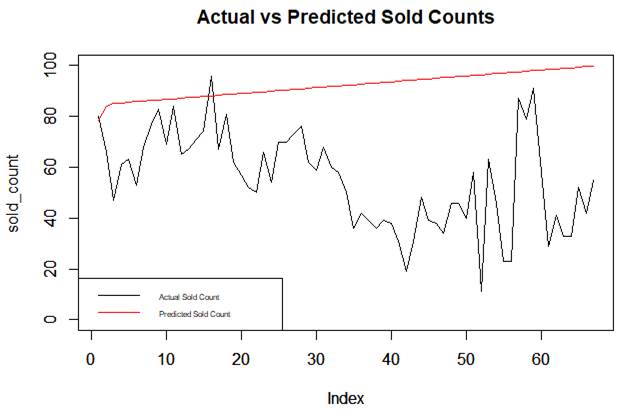 Actual vs Predicted Sold Counts
sold_count
100
80
60
40
20
0
Actual Sold Count
Predicted Sold Count
0 10 20 30 40 50 60
Index